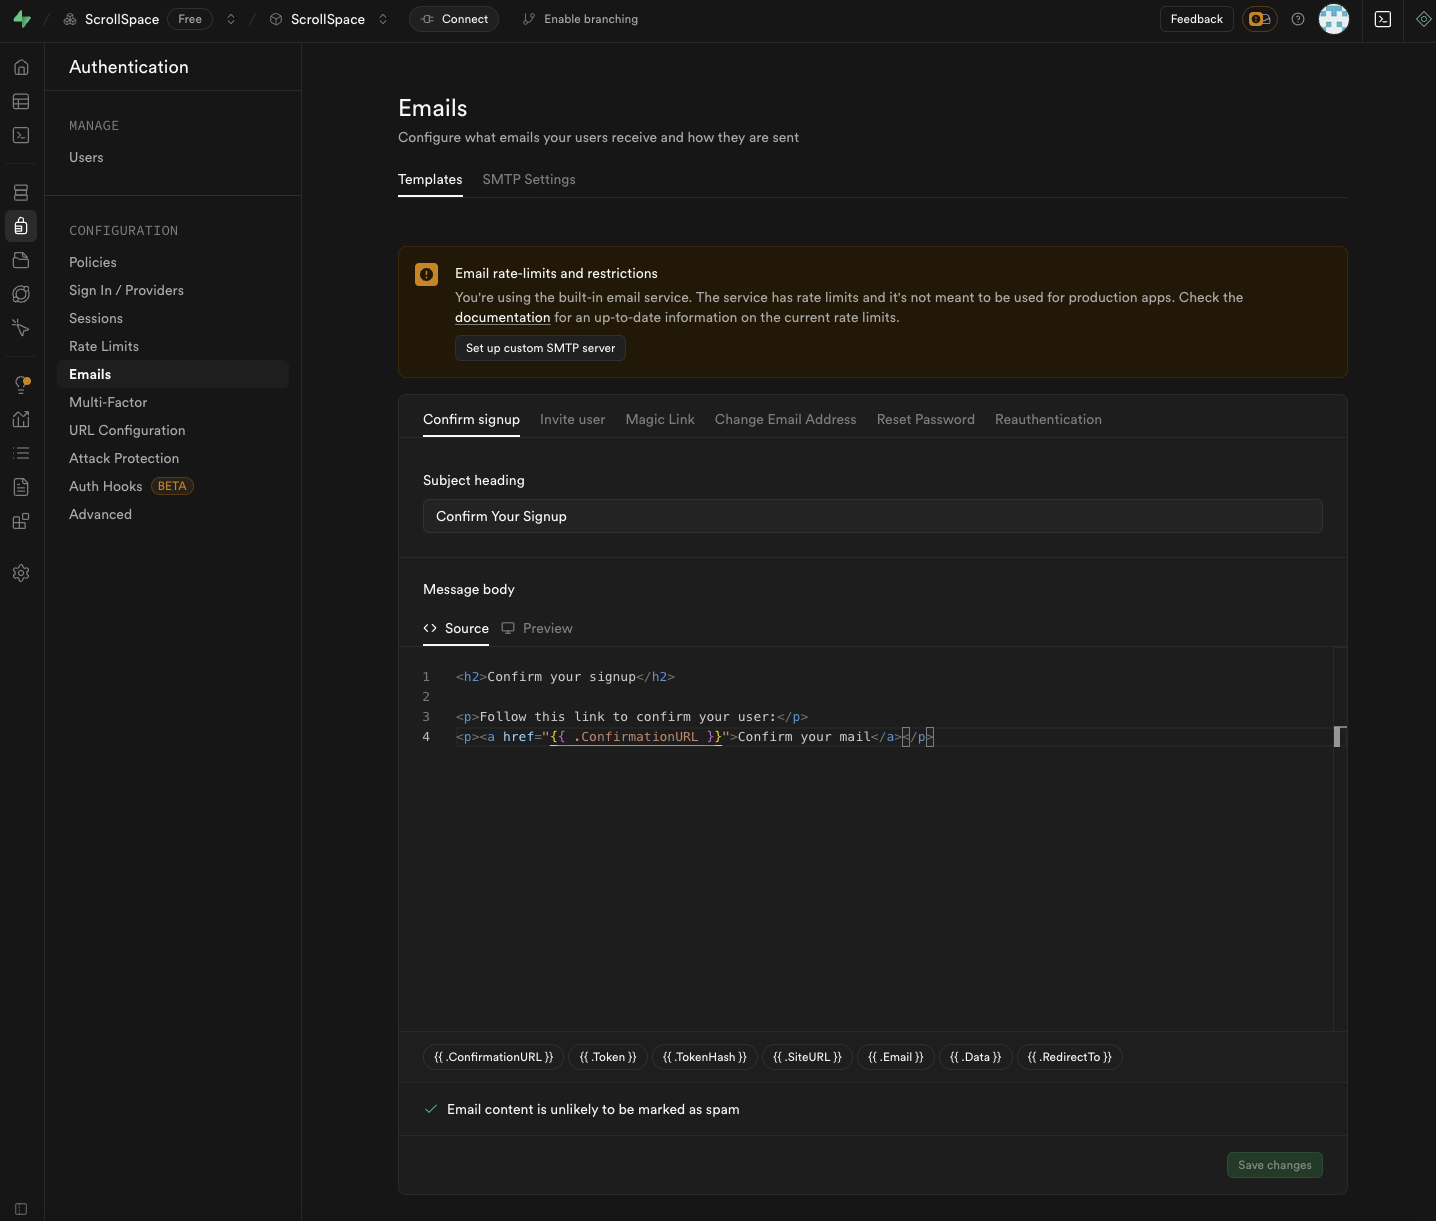 ScrollSpace Free ScrollSpace Connect Enable branching Feedback
Authentication
MANAGE
Users
CONFIGURATION
Policies
Sign In / Providers
Sessions
Rate Limits
Emails
Multi-Factor
URL Configuration
Attack Protection
Auth Hooks BETA
Advanced
Emails
Configure what emails your users receive and how they are sent
Templates SMTP Settings
Email rate-limits and restrictions
You're using the built-in email service. The service has rate limits and it's not meant to be used for production apps. Check the
documentation for an up-to-date information on the current rate limits.
Set up custom SMTP server
Confirm signup Invite user Magic Link Change Email Address Reset Password Reauthentication
Subject heading
Confirm Your Signup
Message body
Source Preview
1 <h2>Confirm your signup</h2>
2
3 <p>Follow this link to confirm your user:</p>
4 <p><a href="{{ .ConfirmationURL }}">Confirm your mail</a></p>
{{ .ConfirmationURL }} {{ .Token }} {{ .TokenHash }} {{ .SiteURL }} {{ .Email }} {{ .Data }} {{ .RedirectTo }}
Email content is unlikely to be marked as spam
Save changes